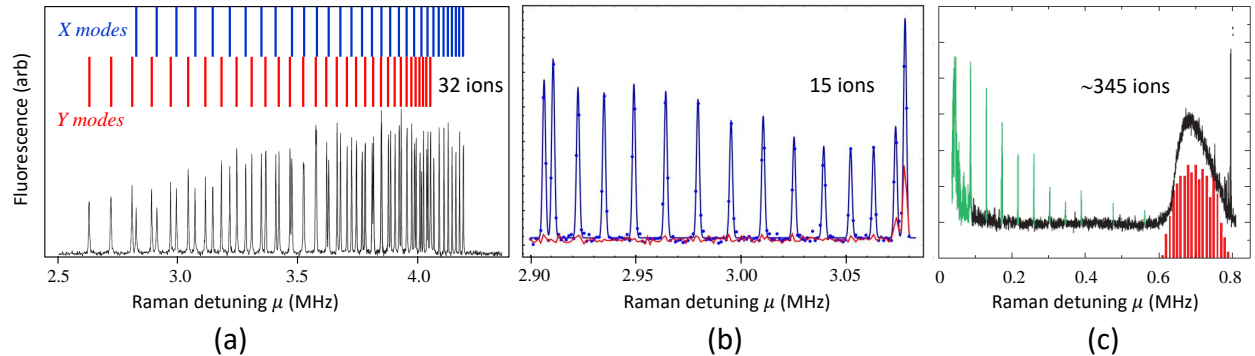 X modes
32 ions
Y modes
Fluorescence (arb)
2.5 3.0 3.5 4.0
Raman detuning μ (MHz)
(a)
15 ions
2.90 2.95 3.00 3.05
Raman detuning μ (MHz)
(b)
~345 ions
0 0.2 0.4 0.6 0.8
Raman detuning μ (MHz)
(c)